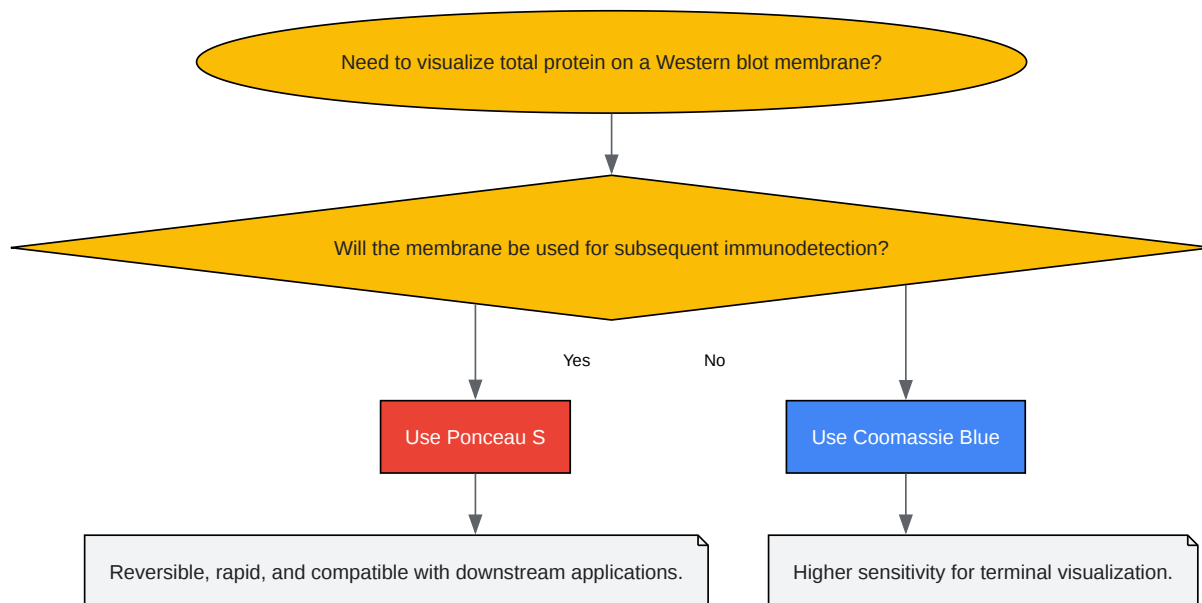 Need to visualize total protein on a Western blot membrane?
Will the membrane be used for subsequent immunodetection?
Yes
No
Use Ponceau S
Use Coomassie Blue
Reversible, rapid, and compatible with downstream applications.
Higher sensitivity for terminal visualization.